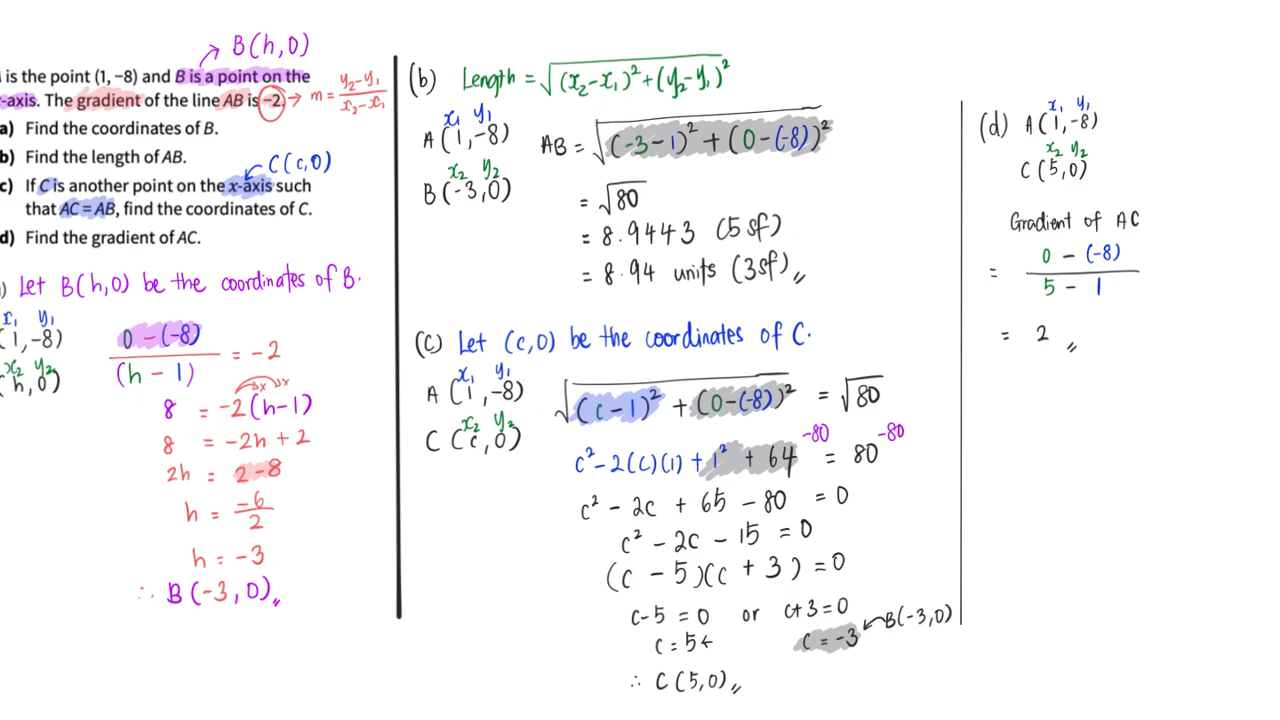 B(h,0)
is the point (1, −8) and B is a point on the
-axis. The gradient of the line AB is −2. → m = y₂−y₁ / x₂−x₁
a) Find the coordinates of B.
b) Find the length of AB.
C(c,0)
c) If C is another point on the x-axis such
that AC = AB, find the coordinates of C.
d) Find the gradient of AC.
) Let B(h,0) be the coordinates of B.
x₁ y₁
(1,−8)
x₂ y₂
(h,0)
0−(−8) / (h−1) = −2
8 = −2(h−1)
8 = −2h + 2
2h = 2−8
h = −6/2
h = −3
∴ B(−3,0)
(b) Length = √(x₂−x₁)²+(y₂−y₁)²
x₁ y₁
A(1,−8)
x₂ y₂
B(−3,0)
AB = √(−3−1)²+(0−(−8))²
= √80
= 8.9443 (5sf)
= 8.94 units (3sf)
(c) Let (c,0) be the coordinates of C.
x₁ y₁
A(1,−8)
x₂ y₂
C(c,0)
√(c−1)² + (0−(−8))² = √80
−80 −80
c²−2(c)(1)+1² + 64 = 80
c² − 2c + 65 − 80 = 0
c² − 2c − 15 = 0
(c − 5)(c + 3) = 0
c−5 = 0 or c+3 = 0
c = 5 c = −3 B(−3,0)
∴ C(5,0)
(d)
x₁ y₁
A(1,−8)
x₂ y₂
C(5,0)
Gradient of AC
= 0 − (−8) / 5 − 1
= 2